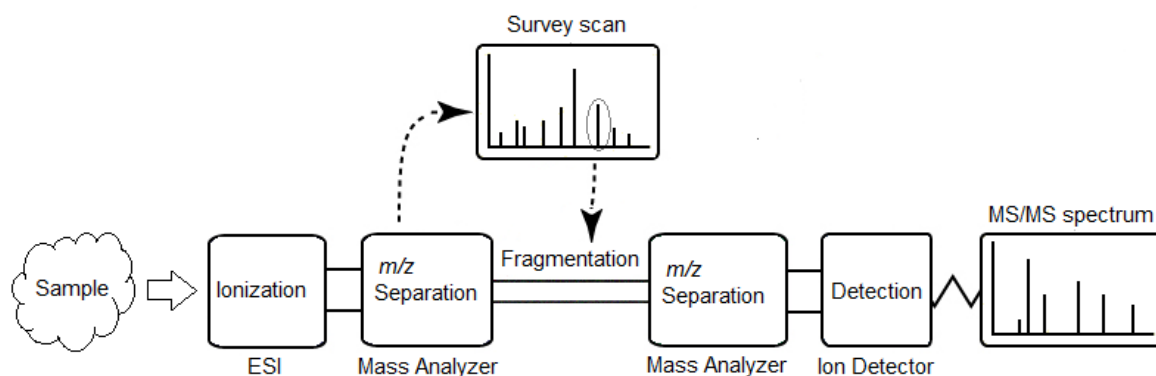 Survey scan
MS/MS spectrum
Sample
Ionization
m/z
Separation
Fragmentation
m/z
Separation
Detection
ESI
Mass Analyzer
Mass Analyzer
Ion Detector